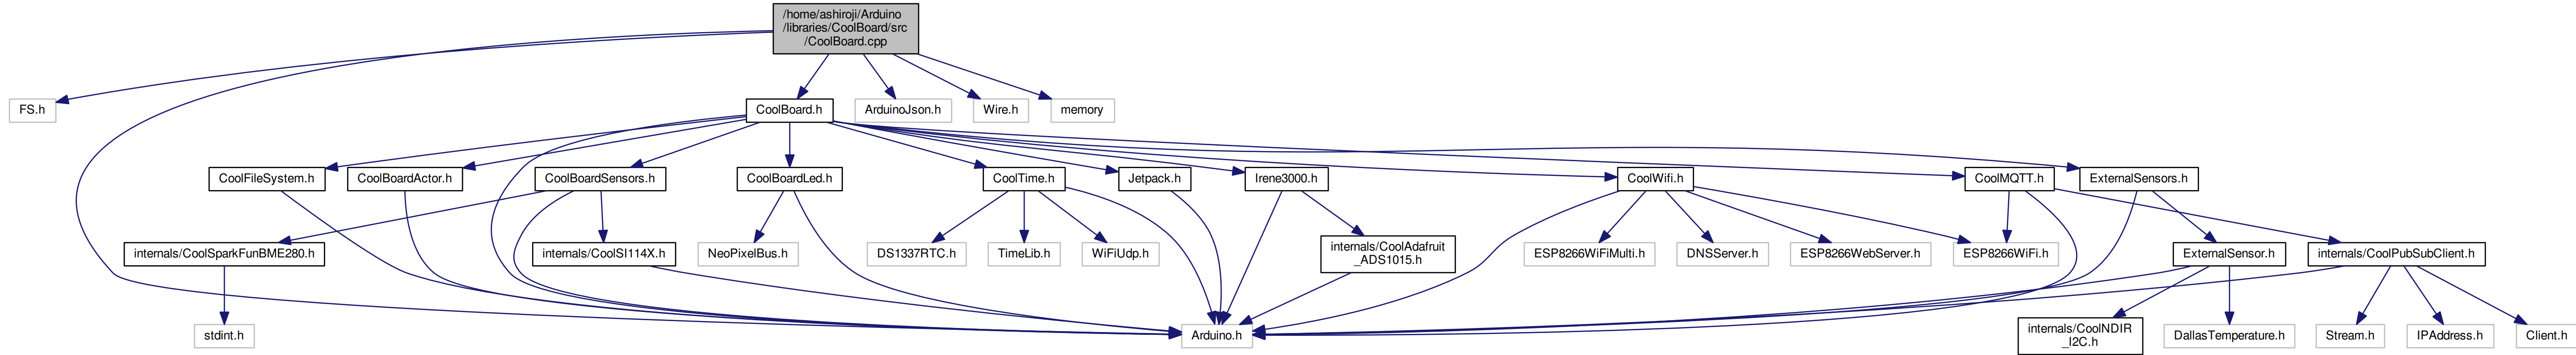 /home/ashiroji/Arduino
/libraries/CoolBoard/src
/CoolBoard.cpp
FS.h
CoolBoard.h
ArduinoJson.h
Wire.h
memory
CoolFileSystem.h
CoolBoardActor.h
CoolBoardSensors.h
CoolBoardLed.h
CoolTime.h
Jetpack.h
Irene3000.h
CoolWifi.h
CoolMQTT.h
ExternalSensors.h
internals/CoolSparkFunBME280.h
internals/CoolSI114X.h
NeoPixelBus.h
DS1337RTC.h
TimeLib.h
WiFiUdp.h
internals/CoolAdafruit
_ADS1015.h
ESP8266WiFiMulti.h
DNSServer.h
ESP8266WebServer.h
ESP8266WiFi.h
ExternalSensor.h
internals/CoolPubSubClient.h
stdint.h
Arduino.h
internals/CoolNDIR
_I2C.h
DallasTemperature.h
Stream.h
IPAddress.h
Client.h